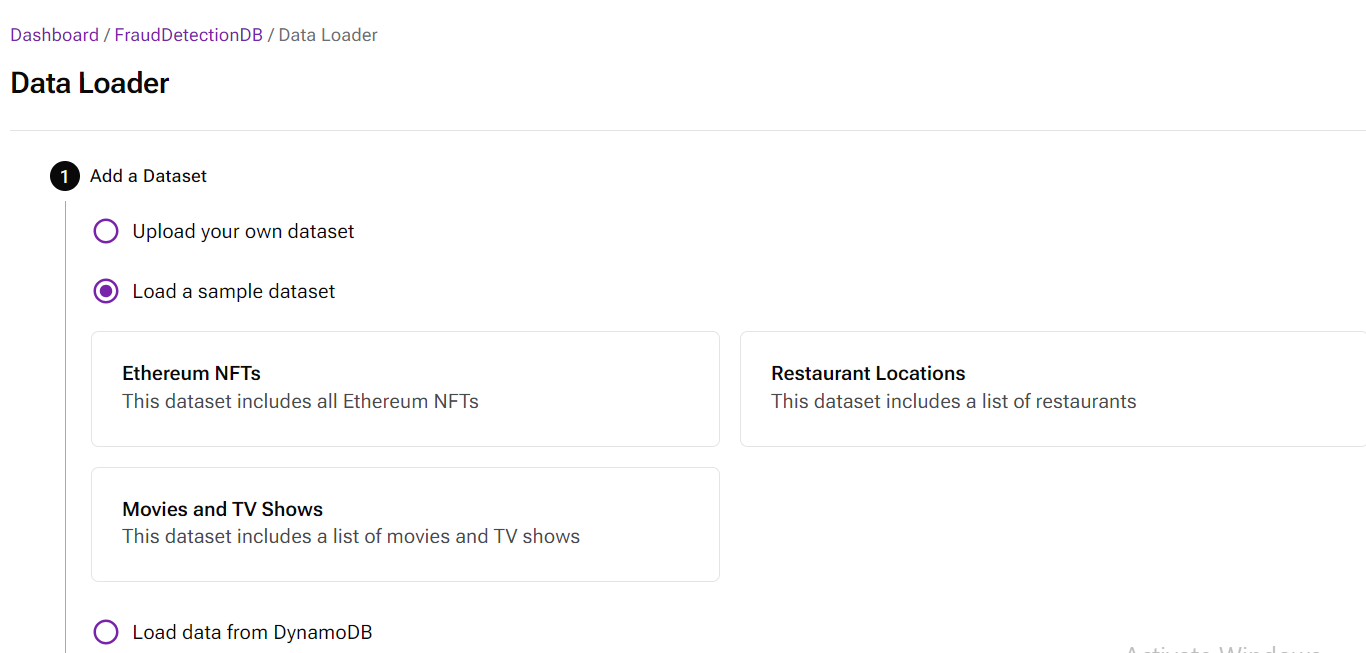 Dashboard / FraudDetectionDB / Data Loader
Data Loader
1 Add a Dataset
Upload your own dataset
Load a sample dataset
Ethereum NFTs
This dataset includes all Ethereum NFTs
Restaurant Locations
This dataset includes a list of restaurants
Movies and TV Shows
This dataset includes a list of movies and TV shows
Load data from DynamoDB
Activate Windows